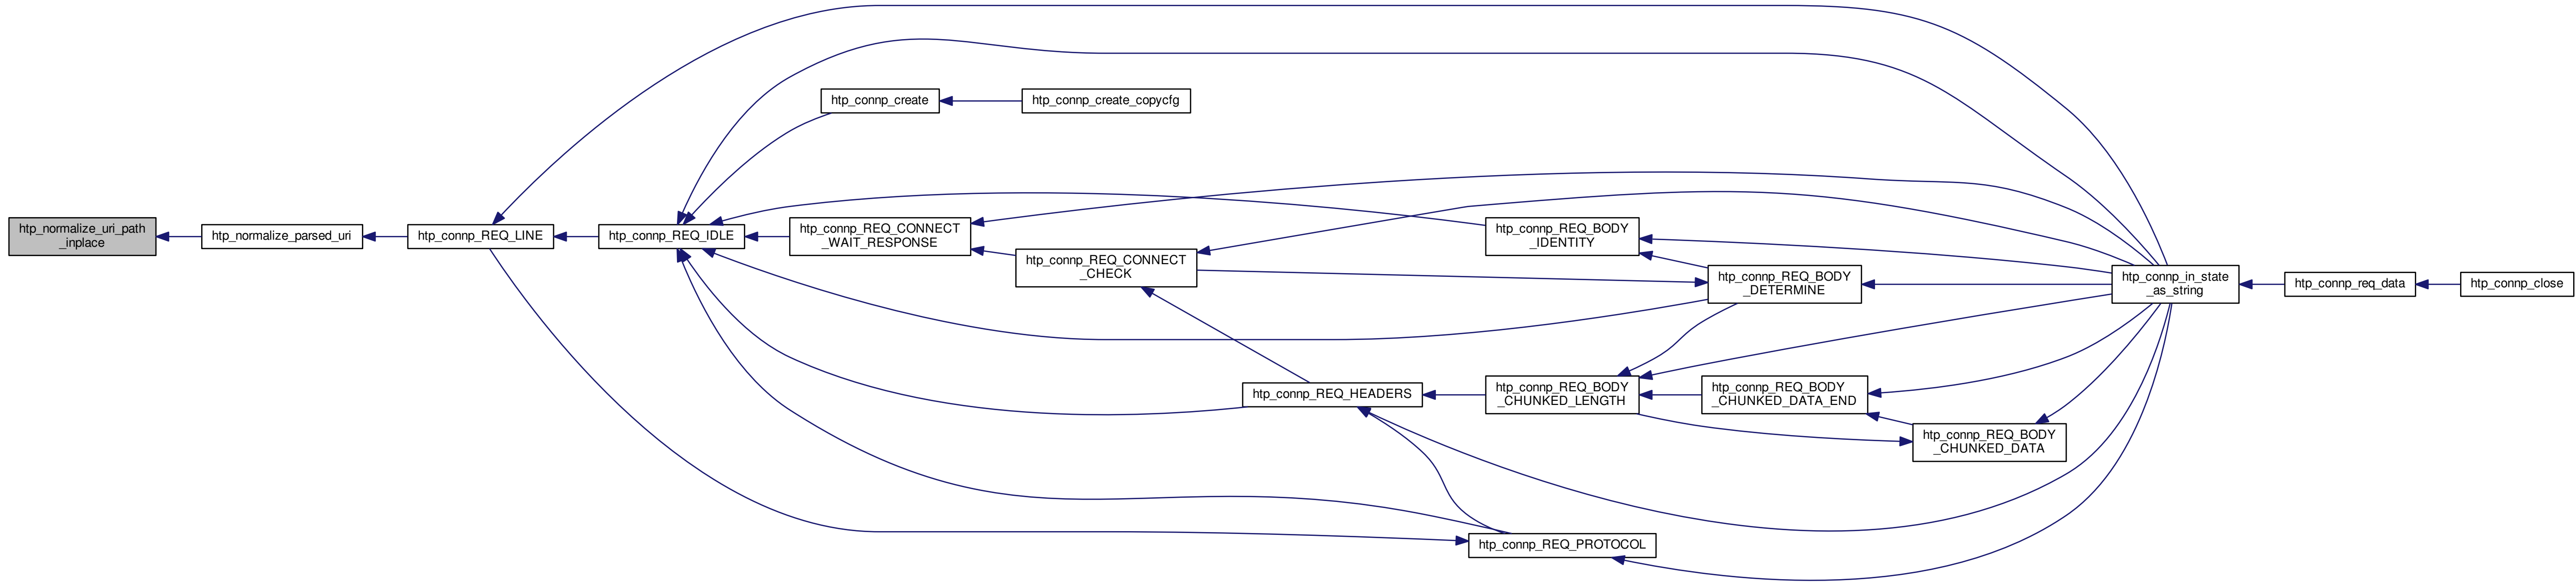 htp_normalize_uri_path
_inplace
htp_normalize_parsed_uri
htp_connp_REQ_LINE
htp_connp_REQ_IDLE
htp_connp_create
htp_connp_create_copycfg
htp_connp_REQ_CONNECT
_WAIT_RESPONSE
htp_connp_REQ_CONNECT
_CHECK
htp_connp_REQ_HEADERS
htp_connp_REQ_BODY
_IDENTITY
htp_connp_REQ_BODY
_DETERMINE
htp_connp_REQ_BODY
_CHUNKED_LENGTH
htp_connp_REQ_BODY
_CHUNKED_DATA_END
htp_connp_REQ_BODY
_CHUNKED_DATA
htp_connp_REQ_PROTOCOL
htp_connp_in_state
_as_string
htp_connp_req_data
htp_connp_close